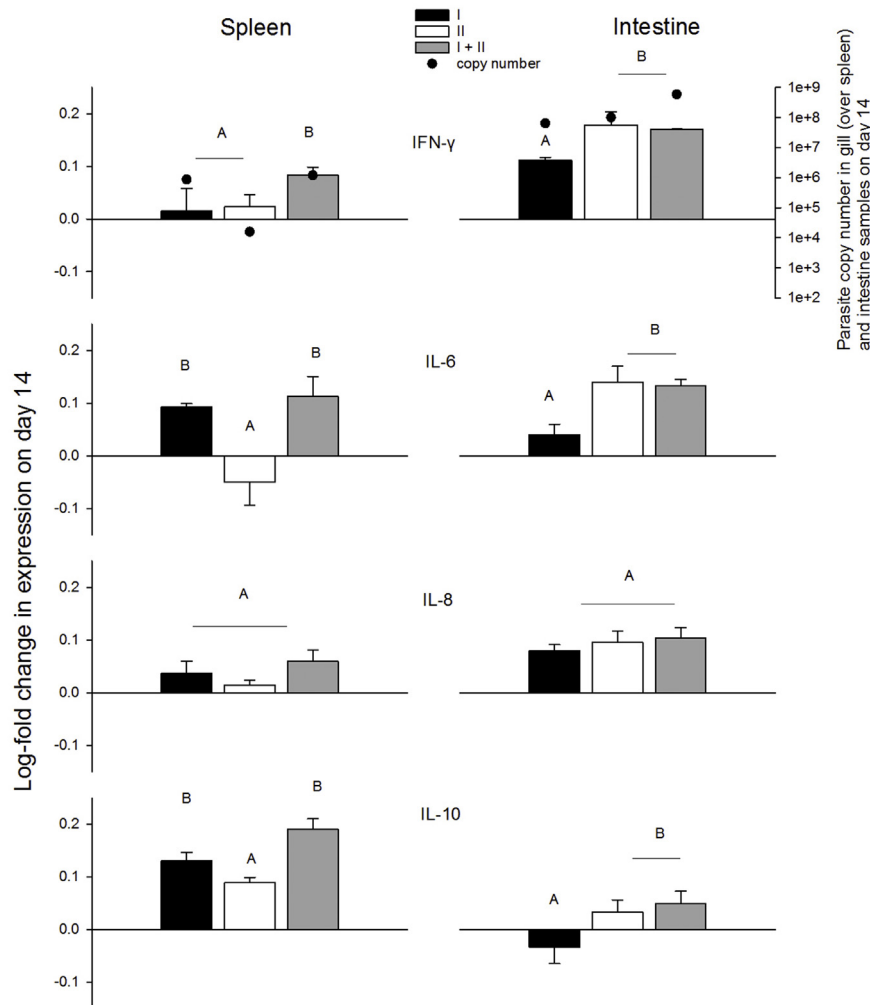 Spleen
I
II
I + II
copy number
Intestine
0.2
0.1
0.0
-0.1
A
B
IFN-γ
A
B
1e+9
1e+8
1e+7
1e+6
1e+5
1e+4
1e+3
1e+2
Parasite copy number in gill (over spleen)
and intestine samples on day 14
Log-fold change in expression on day 14
0.2
0.1
0.0
-0.1
B
A
B
IL-6
A
B
0.2
0.1
0.0
-0.1
A
IL-8
A
0.2
0.1
0.0
-0.1
B
A
B
IL-10
A
B